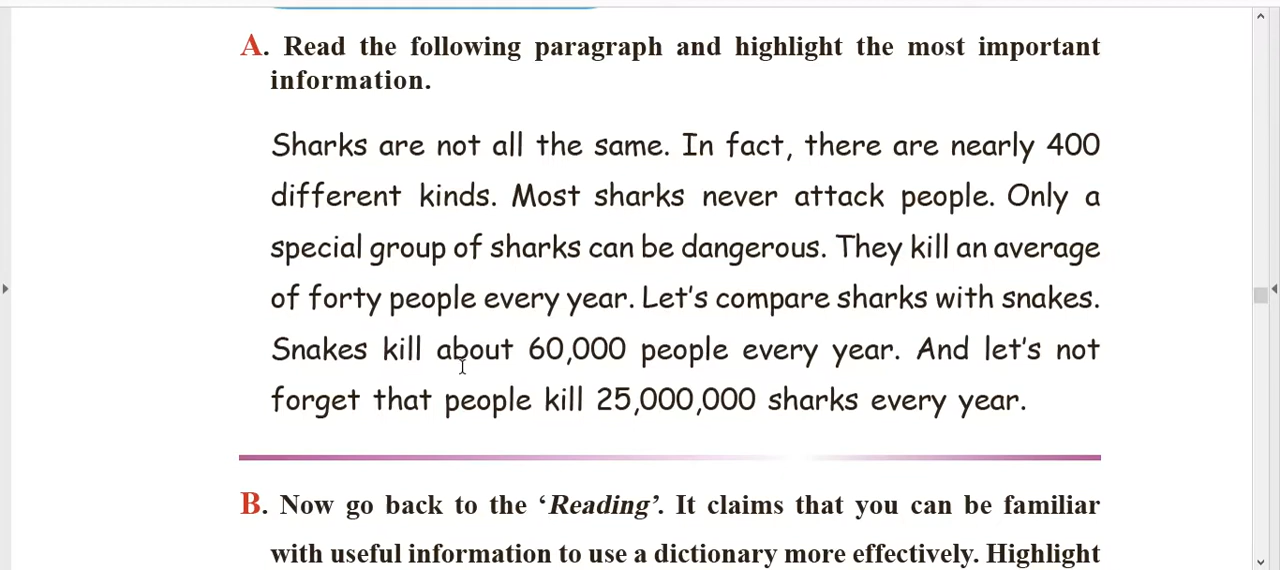 A. Read the following paragraph and highlight the most important
information.
Sharks are not all the same. In fact, there are nearly 400
different kinds. Most sharks never attack people. Only a
special group of sharks can be dangerous. They kill an average
of forty people every year. Let's compare sharks with snakes.
Snakes kill about 60,000 people every year. And let's not
forget that people kill 25,000,000 sharks every year.
B. Now go back to the ‘Reading’. It claims that you can be familiar
with useful information to use a dictionary more effectively. Highlight